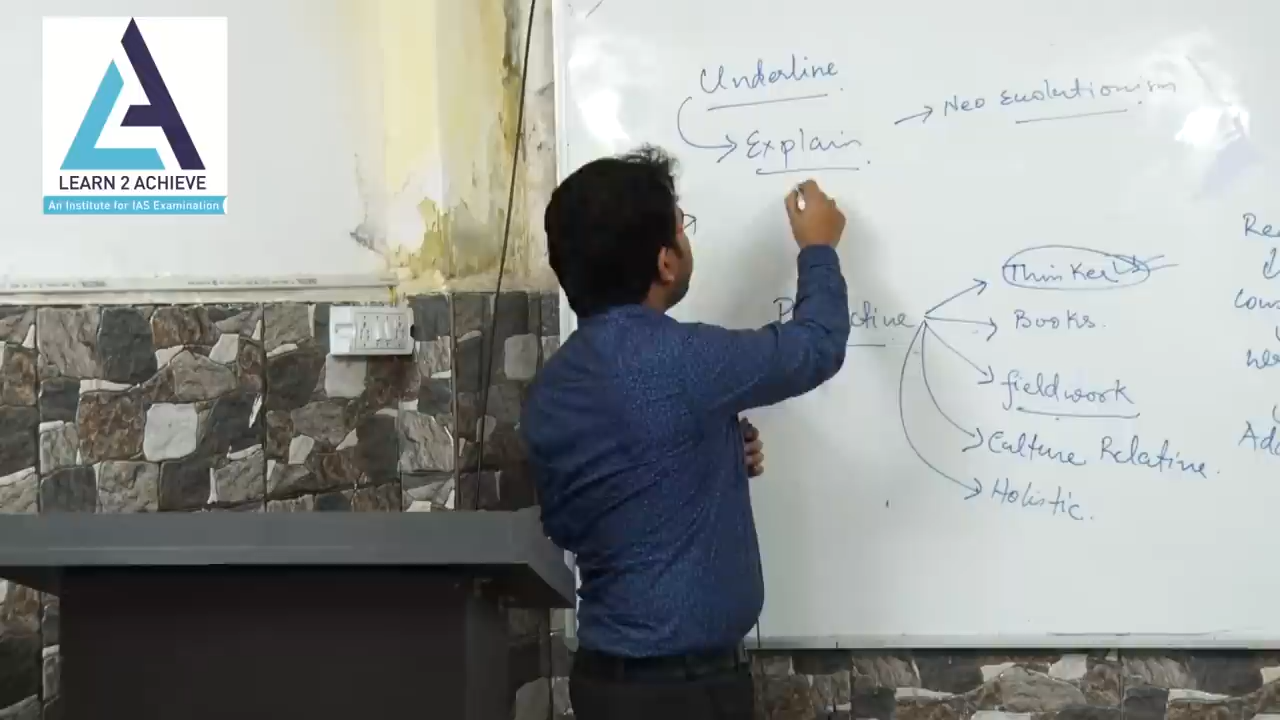 LEARN 2 ACHIEVE
An Institute for IAS Examination
Underline
Explain
→ Neo Evolutionism
Thinker
Books.
fieldwork
Culture Relative.
Holistic.